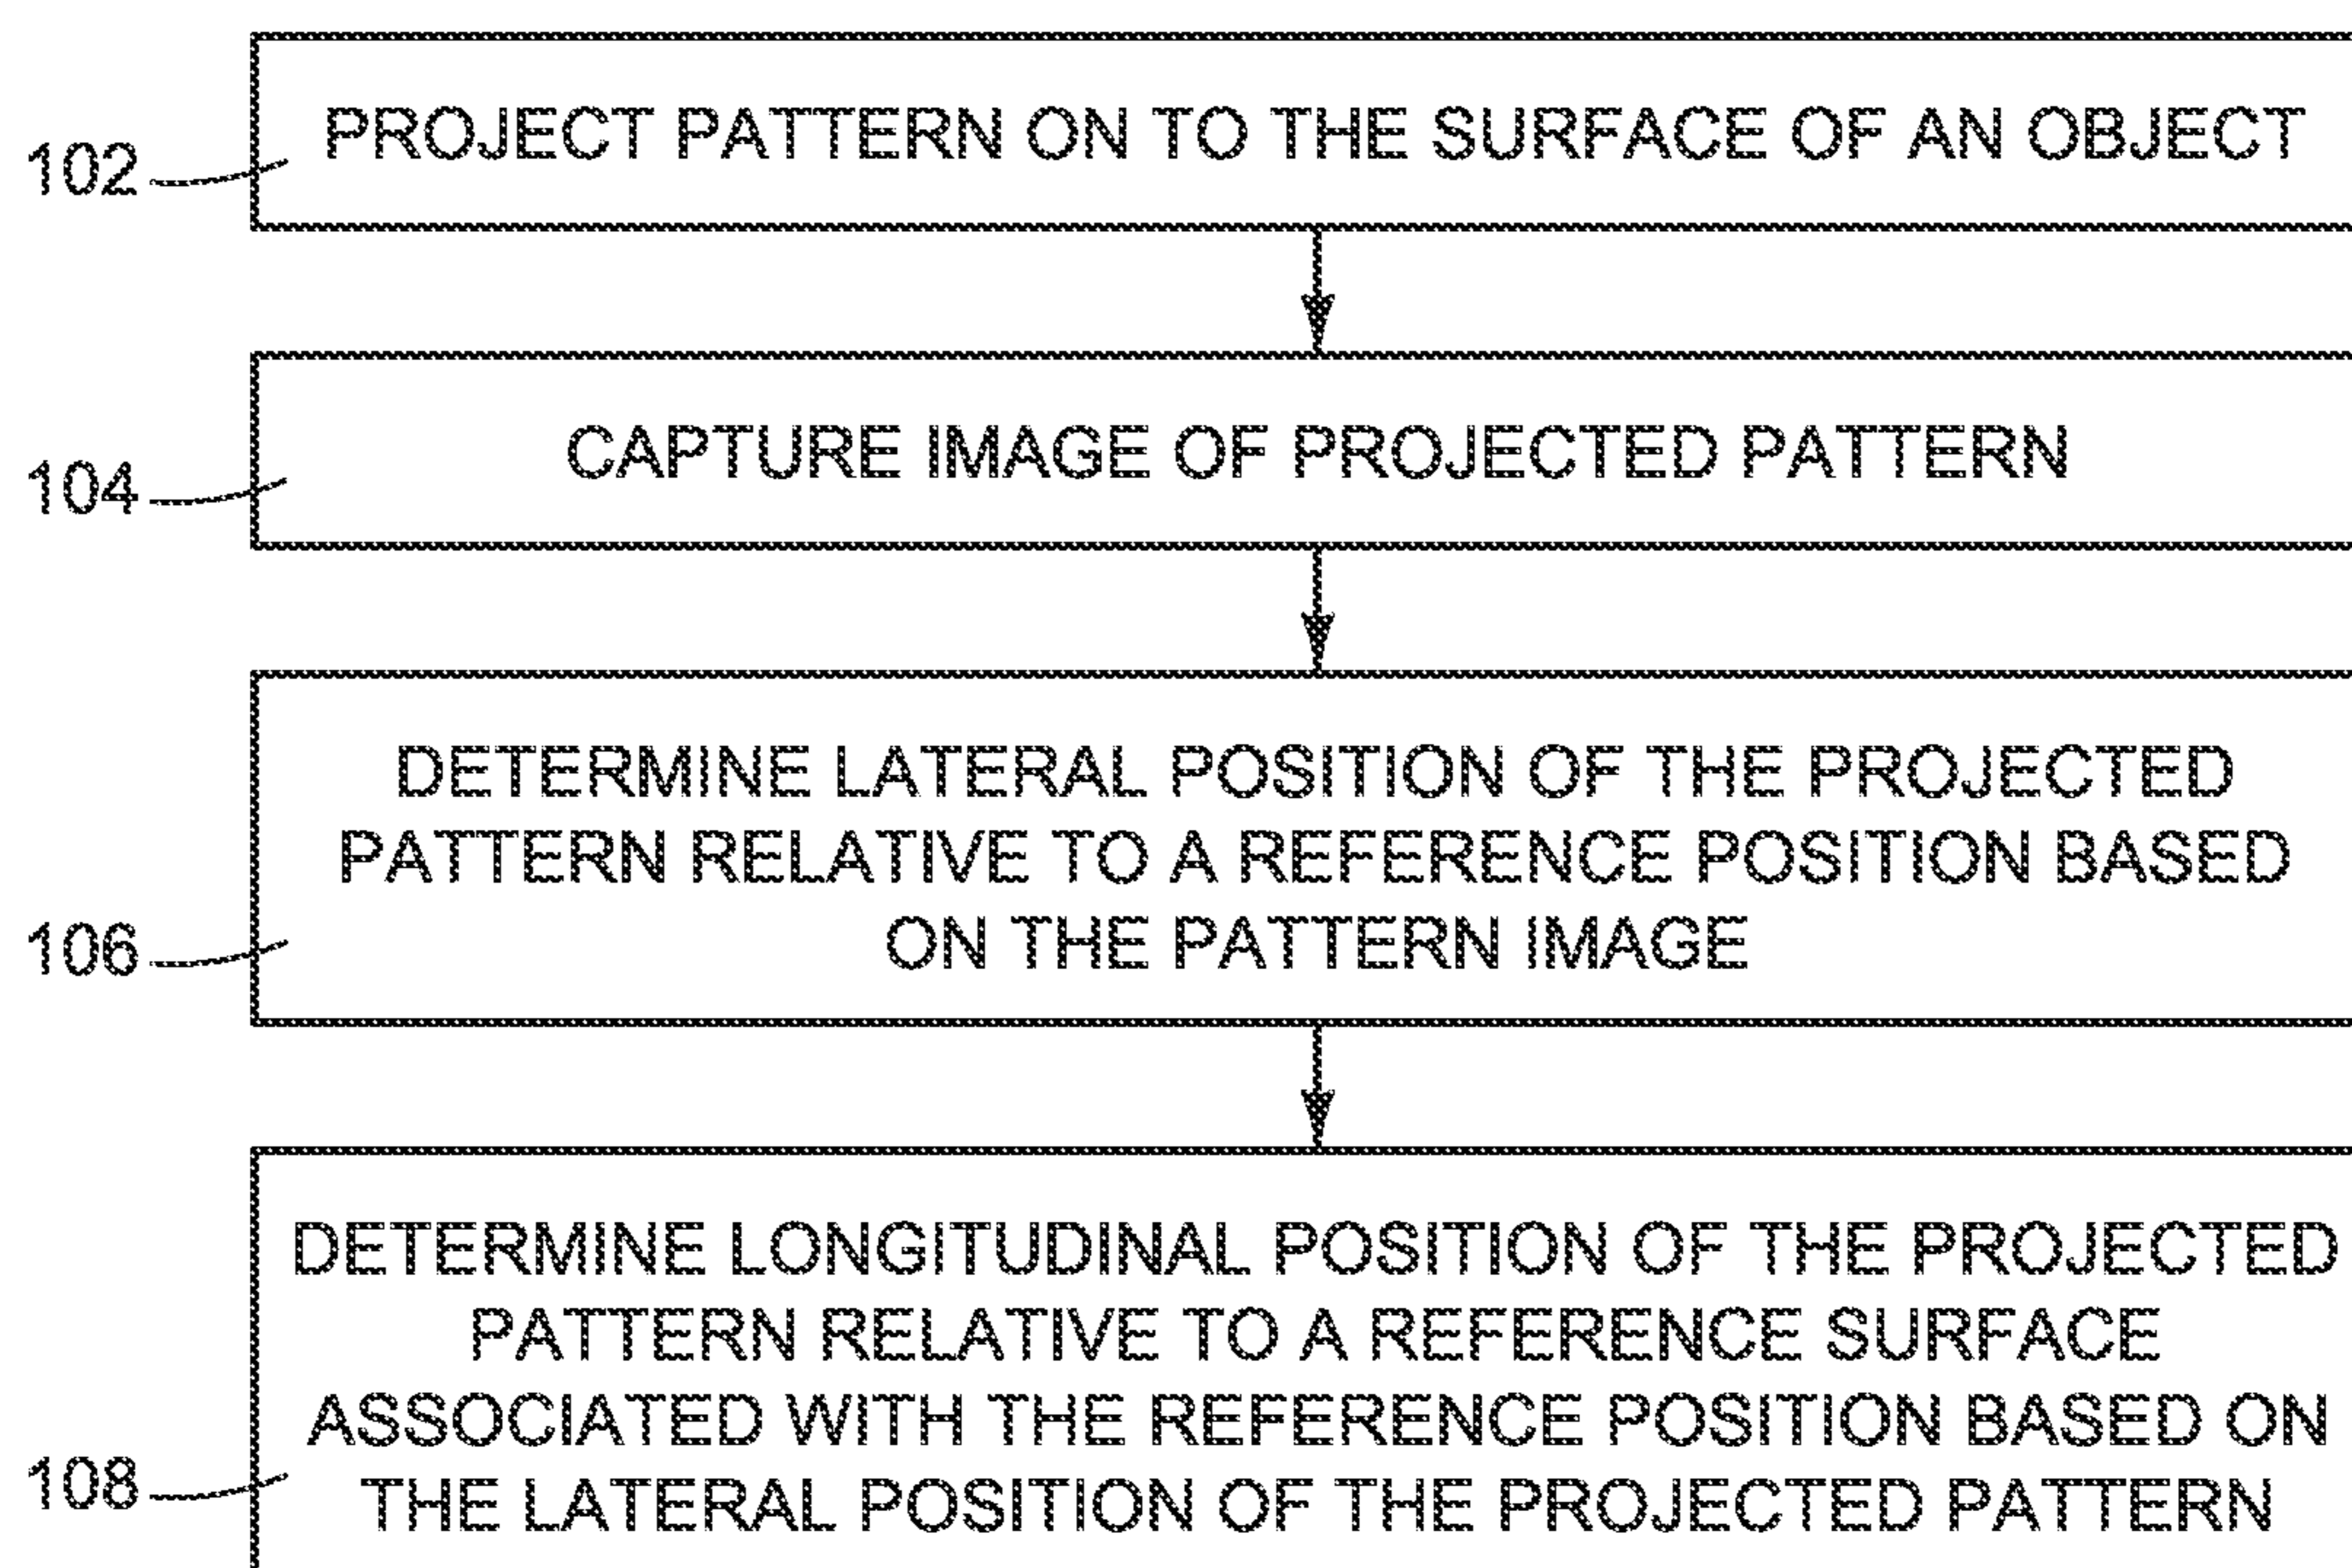 102
PROJECT PATTERN ON TO THE SURFACE OF AN OBJECT
104
CAPTURE IMAGE OF PROJECTED PATTERN
DETERMINE LATERAL POSITION OF THE PROJECTED
PATTERN RELATIVE TO A REFERENCE POSITION BASED
106
ON THE PATTERN IMAGE
DETERMINE LONGITUDINAL POSITION OF THE PROJECTED
PATTERN RELATIVE TO A REFERENCE SURFACE
ASSOCIATED WITH THE REFERENCE POSITION BASED ON
108
THE LATERAL POSITION OF THE PROJECTED PATTERN